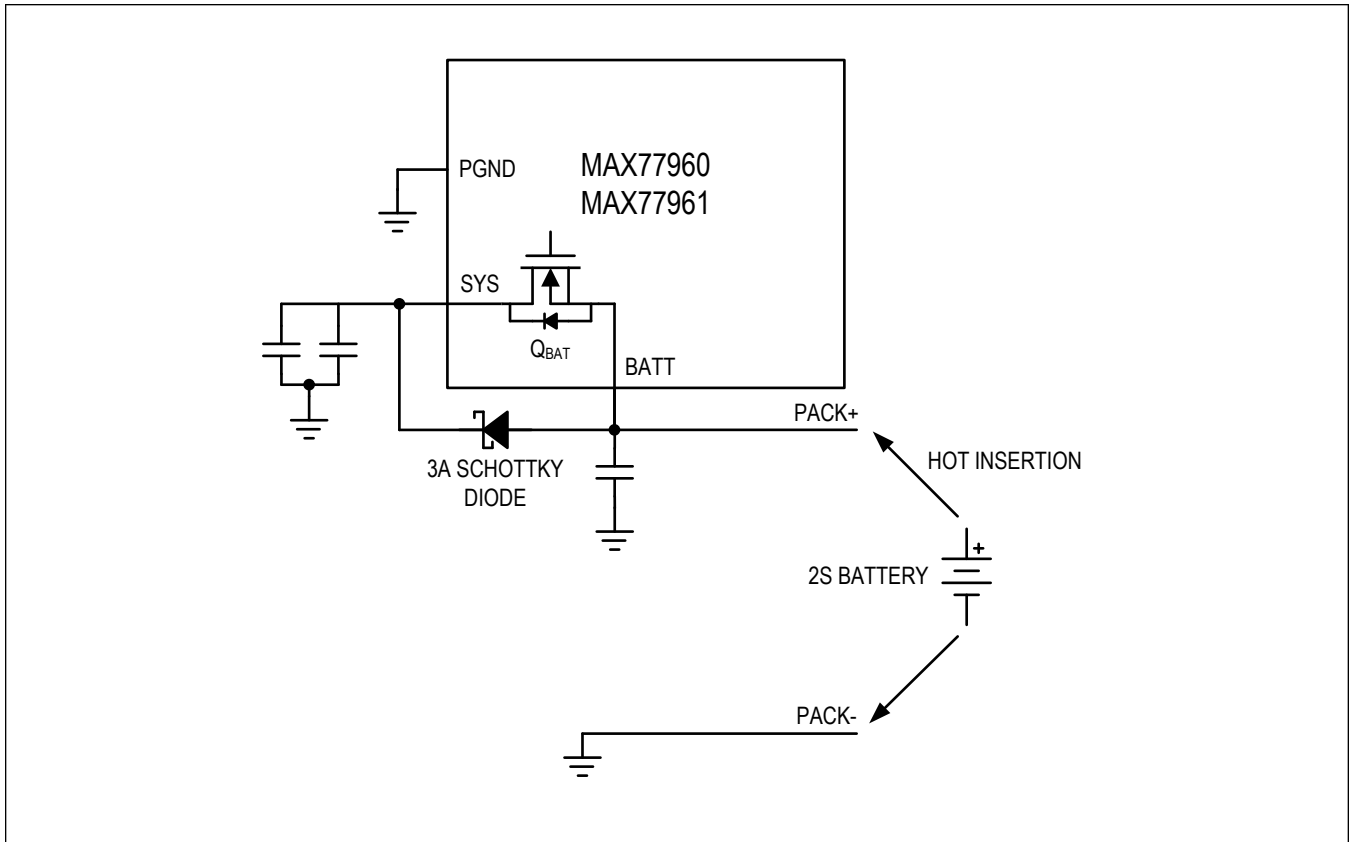 PGND
MAX77960
MAX77961
SYS
QBAT
BATT
PACK+
3A SCHOTTKY
DIODE
HOT INSERTION
+
2S BATTERY
PACK-